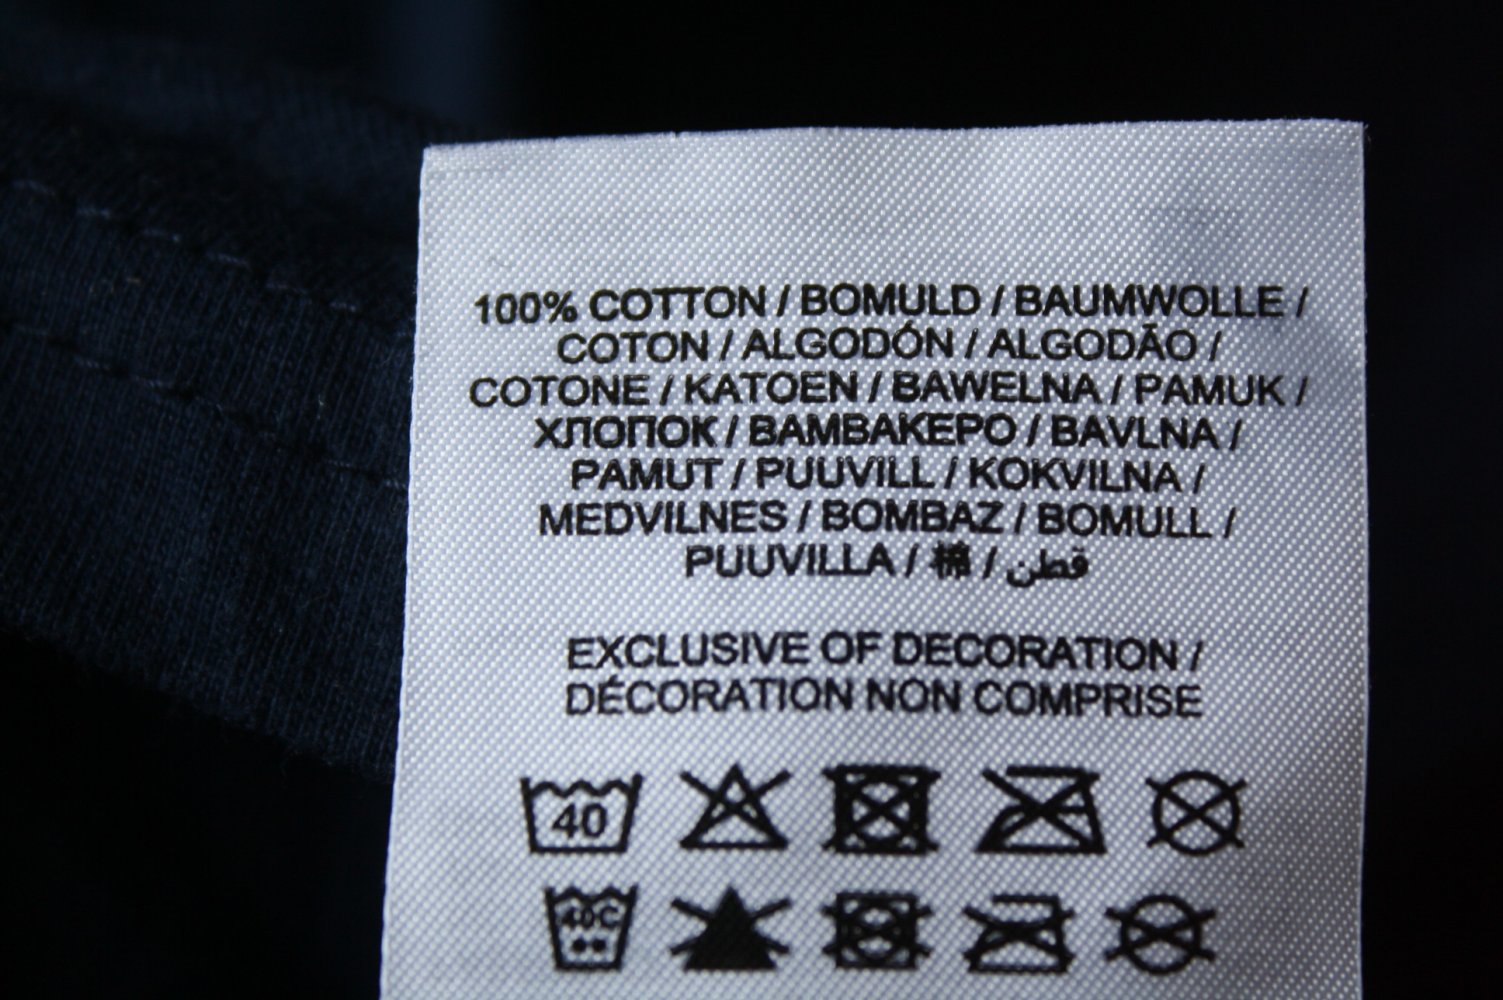 100% COTTON / BOMULD / BAUMWOLLE /
COTON / ALGODÓN / ALGODÃO /
COTONE / KATOEN / BAWELNA / PAMUK /
ХЛОПОК / BAMBAKEPO / BAVLNA /
PAMUT / PUUVILL / KOKVILNA /
MEDVILNES / BOMBAZ / BOMULL /
PUUVILLA / 棉 / قطن
EXCLUSIVE OF DECORATION /
DÉCORATION NON COMPRISE
40
40C